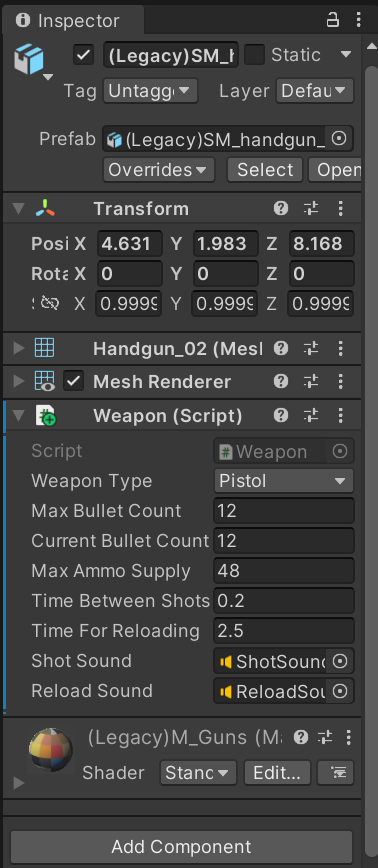 Inspector
(Legacy)SM_h Static
Tag Untagge Layer Defau
Prefab (Legacy)SM_handgun_
Overrides Select Open
Transform
Posi X 4.631 Y 1.983 Z 8.168
Rota X 0 Y 0 Z 0
X 0.9999 Y 0.9999 Z 0.9999
Handgun_02 (Mesl
Mesh Renderer
Weapon (Script)
Script # Weapon
Weapon Type Pistol
Max Bullet Count 12
Current Bullet Count 12
Max Ammo Supply 48
Time Between Shots 0.2
Time For Reloading 2.5
Shot Sound ShotSound
Reload Sound ReloadSou
(Legacy)M_Guns (Ma
Shader Stanc Edit...
Add Component